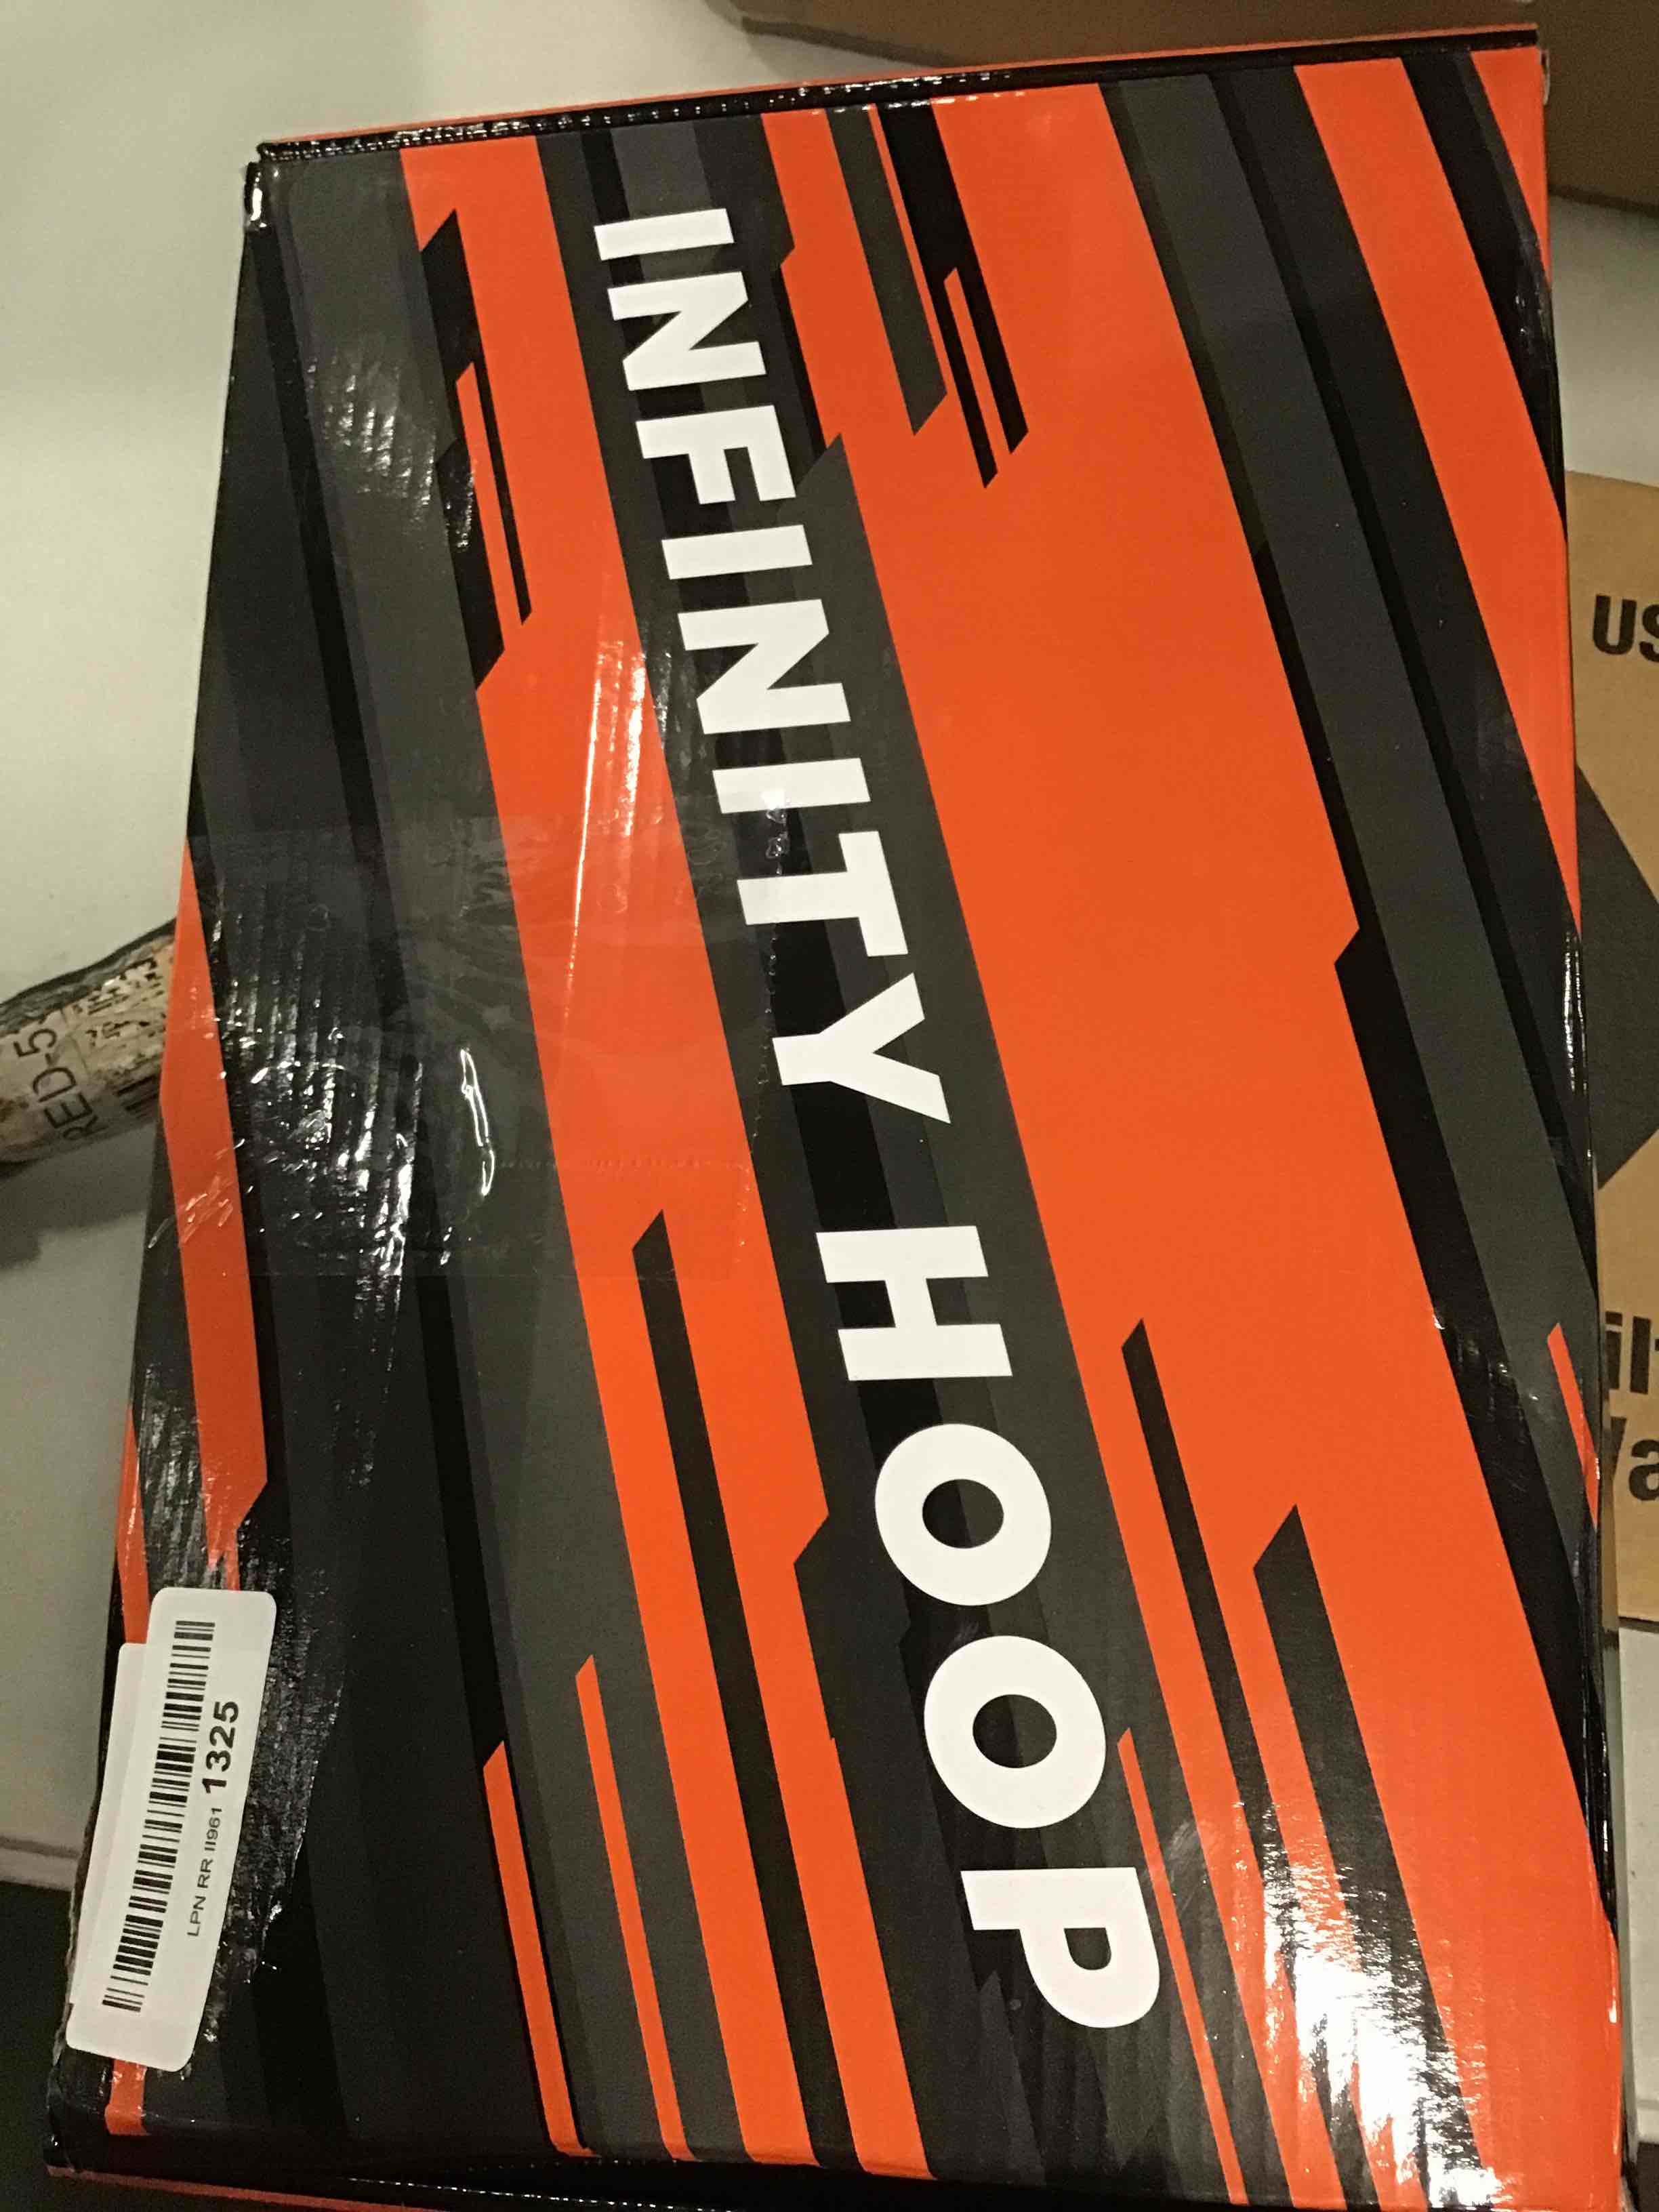 INFINITY HOOP
LPN RR II961 1325
RED-5
US